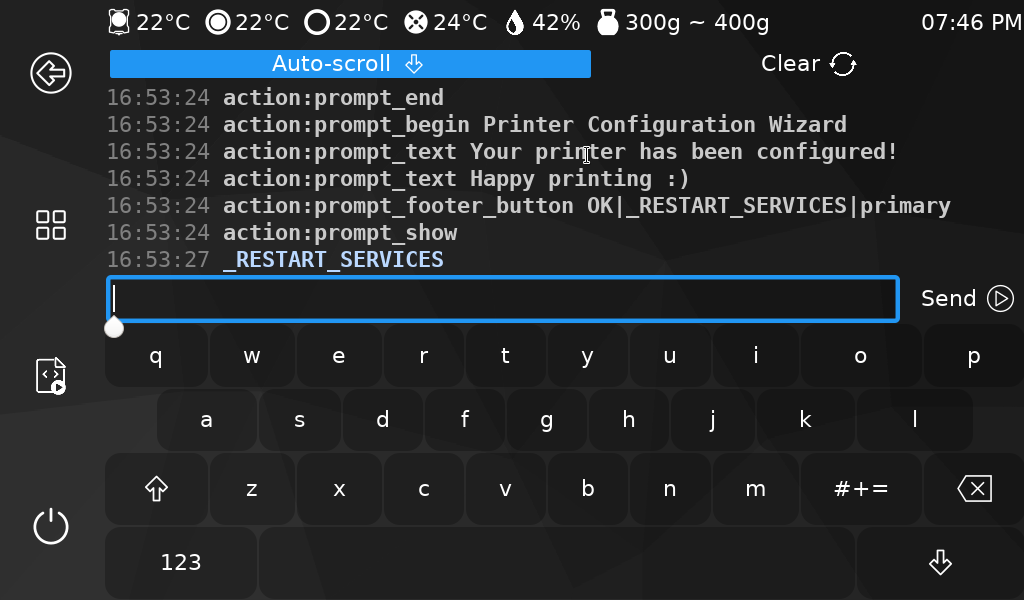 22°C 22°C 22°C 24°C 42% 300g ~ 400g 07:46 PM
Auto-scroll Clear
16:53:24 action:prompt_end
16:53:24 action:prompt_begin Printer Configuration Wizard
16:53:24 action:prompt_text Your printer has been configured!
16:53:24 action:prompt_text Happy printing :)
16:53:24 action:prompt_footer_button OK|_RESTART_SERVICES|primary
16:53:24 action:prompt_show
16:53:27 _RESTART_SERVICES
Send
q w e r t y u i o p
a s d f g h j k l
z x c v b n m #+=
123